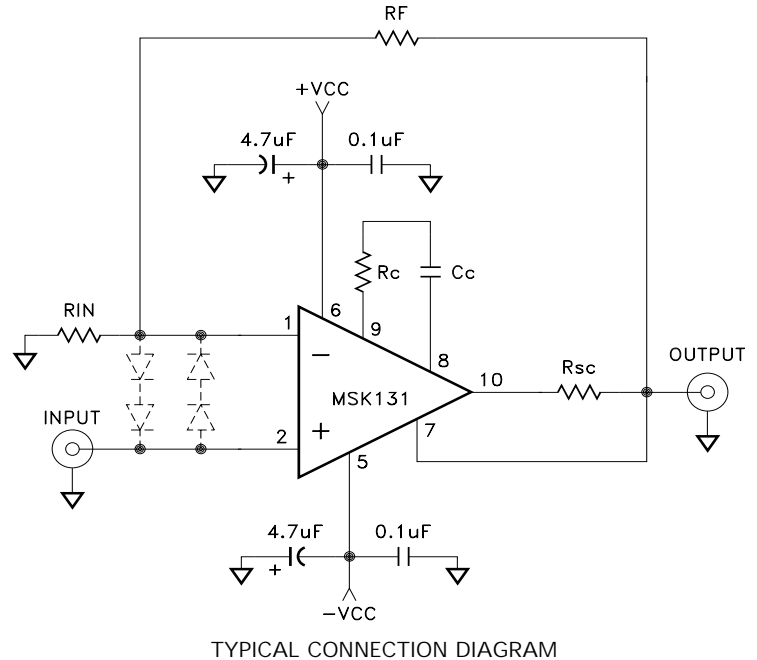 RF
+VCC
4.7uF
0.1uF
+
Rc
Cc
RIN
1
6
9
−
8
OUTPUT
Rsc
10
MSK131
INPUT
2
+
7
5
4.7uF
0.1uF
+
−VCC
TYPICAL CONNECTION DIAGRAM